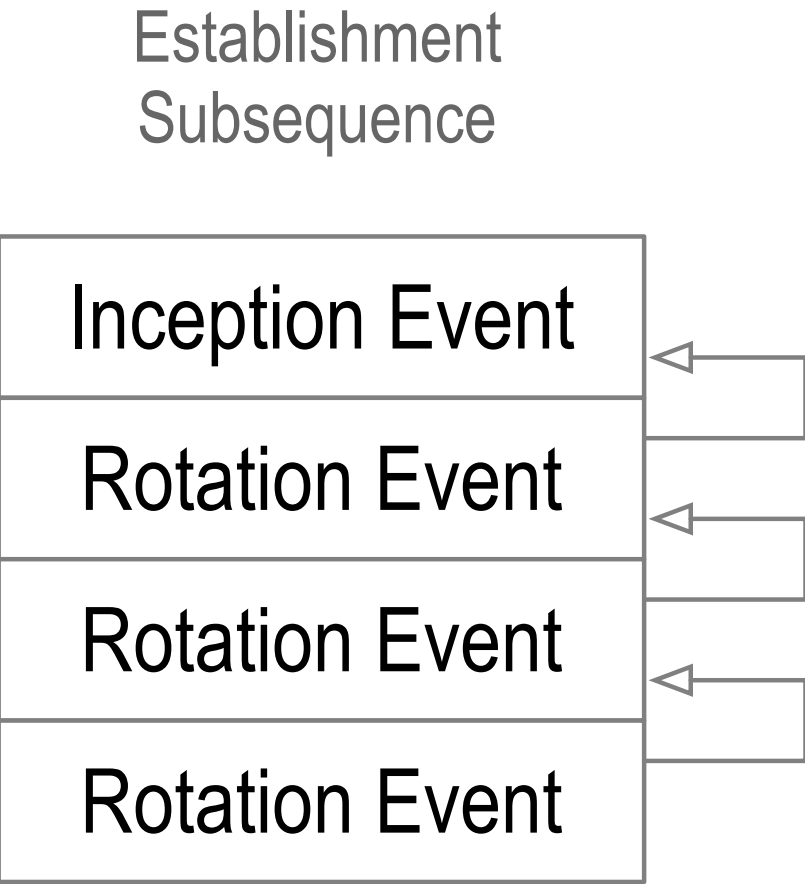 Establishment
Subsequence
Inception Event
Rotation Event
Rotation Event
Rotation Event